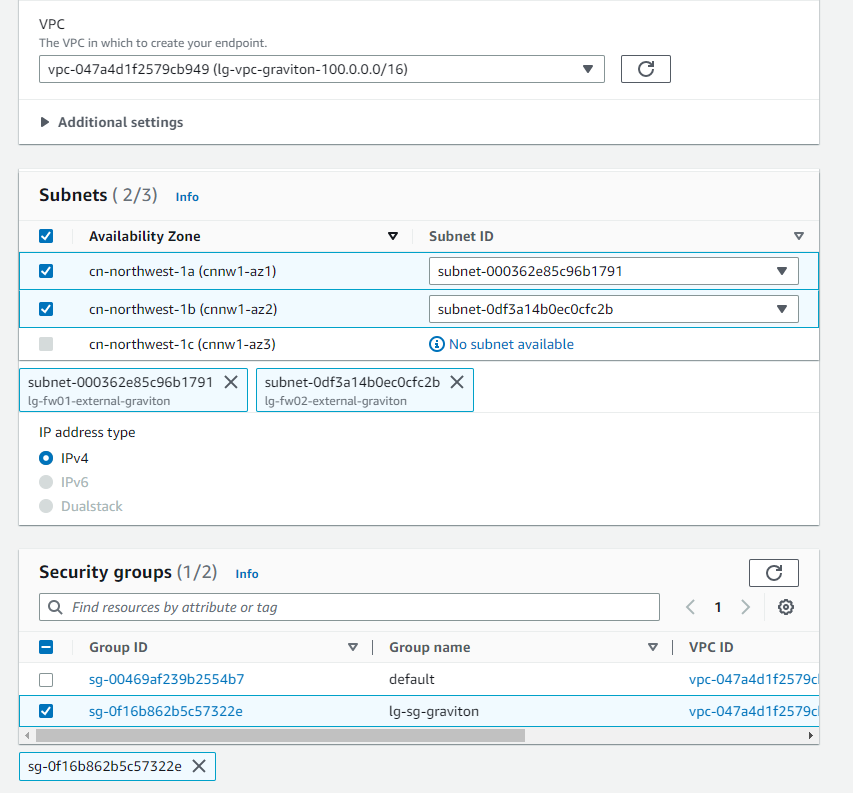 VPC
The VPC in which to create your endpoint.
vpc-047a4d1f2579cb949 (lg-vpc-graviton-100.0.0.0/16)
Additional settings
Subnets ( 2/3) Info
Availability Zone Subnet ID
cn-northwest-1a (cnnw1-az1) subnet-000362e85c96b1791
cn-northwest-1b (cnnw1-az2) subnet-0df3a14b0ec0cfc2b
cn-northwest-1c (cnnw1-az3) No subnet available
subnet-000362e85c96b1791 subnet-0df3a14b0ec0cfc2b
lg-fw01-external-graviton lg-fw02-external-graviton
IP address type
IPv4
IPv6
Dualstack
Security groups (1/2) Info
Find resources by attribute or tag 1
Group ID Group name VPC ID
sg-00469af239b2554b7 default vpc-047a4d1f2579cl
sg-0f16b862b5c57322e lg-sg-graviton vpc-047a4d1f2579cl
sg-0f16b862b5c57322e